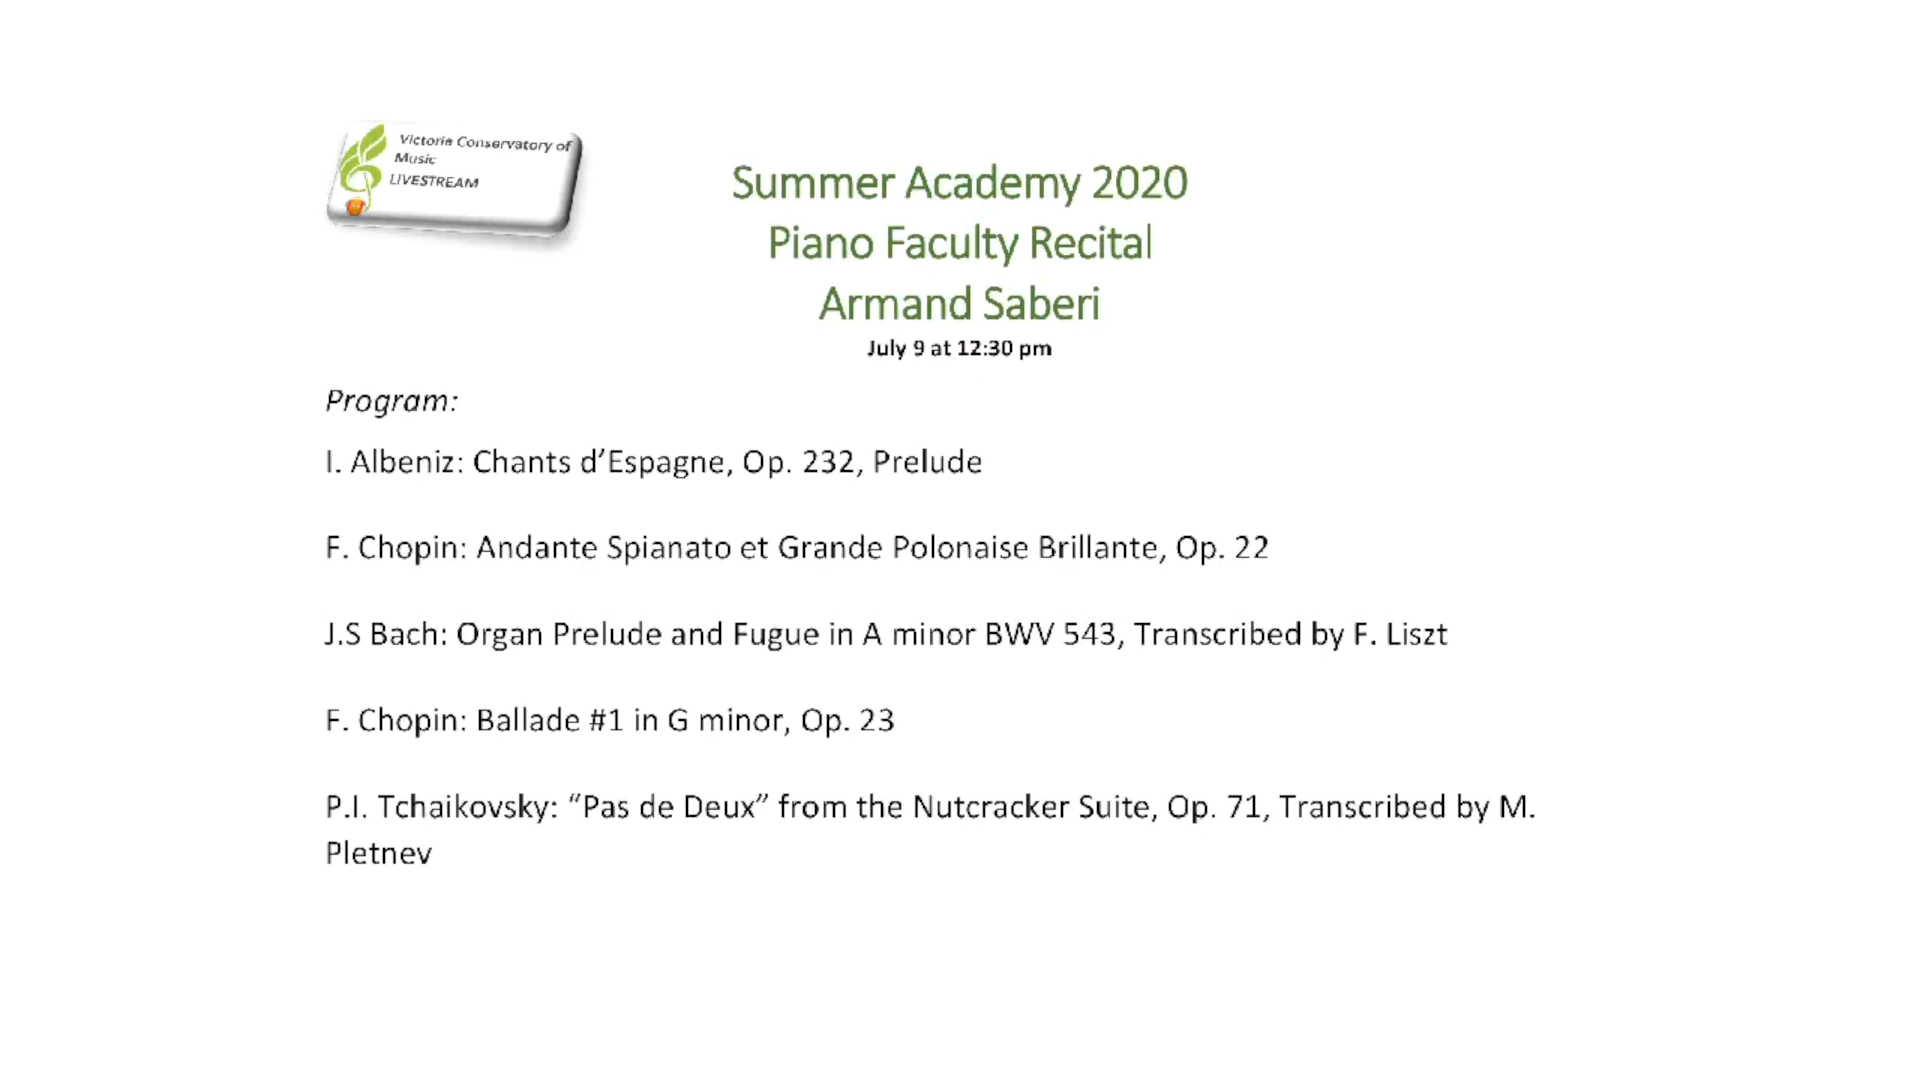 Victoria Conservatory of
Music
LIVESTREAM
Summer Academy 2020
Piano Faculty Recital
Armand Saberi
July 9 at 12:30 pm
Program:
I. Albeniz: Chants d’Espagne, Op. 232, Prelude
F. Chopin: Andante Spianato et Grande Polonaise Brillante, Op. 22
J.S Bach: Organ Prelude and Fugue in A minor BWV 543, Transcribed by F. Liszt
F. Chopin: Ballade #1 in G minor, Op. 23
P.I. Tchaikovsky: “Pas de Deux” from the Nutcracker Suite, Op. 71, Transcribed by M.
Pletnev